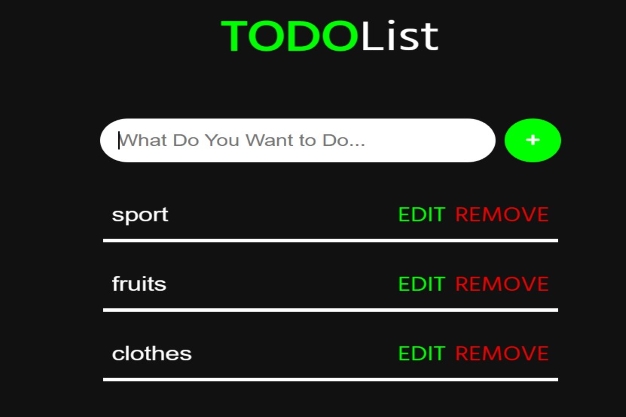 TODOList
What Do You Want to Do...
+
sport EDIT REMOVE
fruits EDIT REMOVE
clothes EDIT REMOVE